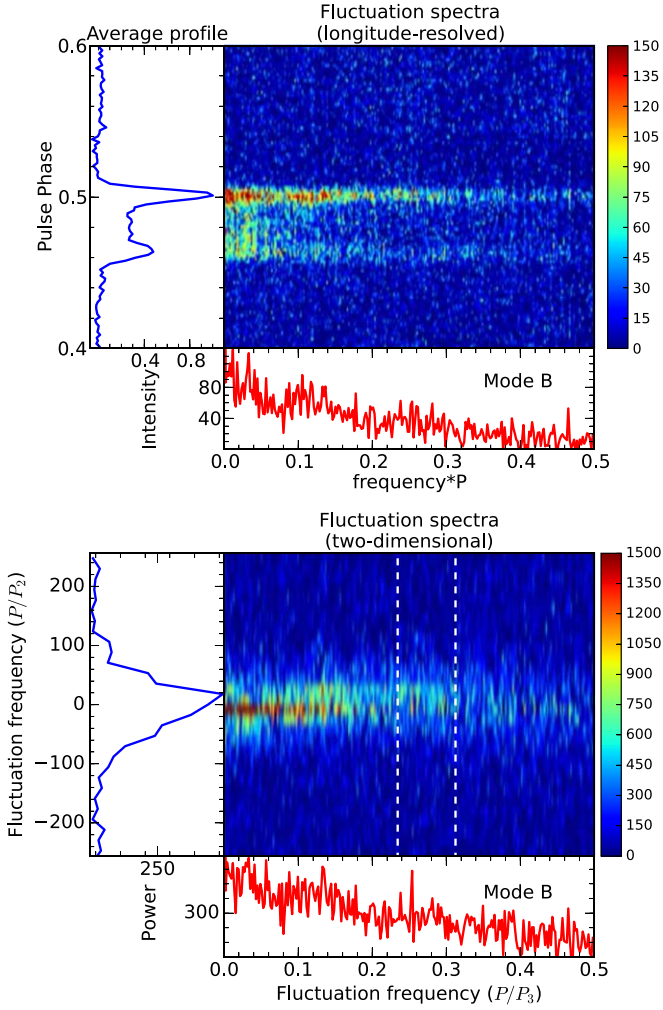 Average profile
Fluctuation spectra
(longitude-resolved)
0.6
0.5
0.4
Pulse Phase
0.4 0.8
150
135
120
105
90
75
60
45
30
15
0
Intensity
80
40
Mode B
0.0 0.1 0.2 0.3 0.4 0.5
frequency*P
Fluctuation spectra
(two-dimensional)
Fluctuation frequency (P/P2)
200
100
0
−100
−200
250
1500
1350
1200
1050
900
750
600
450
300
150
0
Power
300
Mode B
0.0 0.1 0.2 0.3 0.4 0.5
Fluctuation frequency (P/P3)